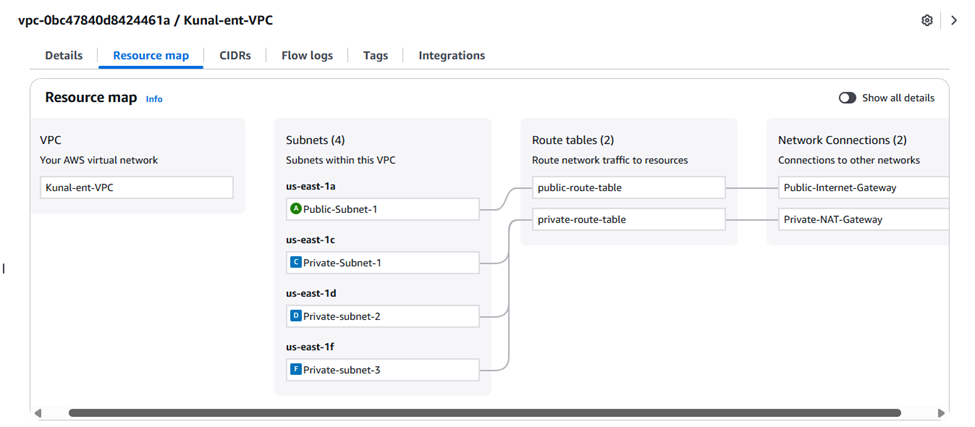 vpc-0bc47840d8424461a / Kunal-ent-VPC
Details
Resource map
CIDRs
Flow logs
Tags
Integrations
Resource map Info
Show all details
VPC
Your AWS virtual network
Kunal-ent-VPC
Subnets (4)
Subnets within this VPC
us-east-1a
A Public-Subnet-1
us-east-1c
C Private-Subnet-1
us-east-1d
D Private-subnet-2
us-east-1f
F Private-subnet-3
Route tables (2)
Route network traffic to resources
public-route-table
private-route-table
Network Connections (2)
Connections to other networks
Public-Internet-Gateway
Private-NAT-Gateway